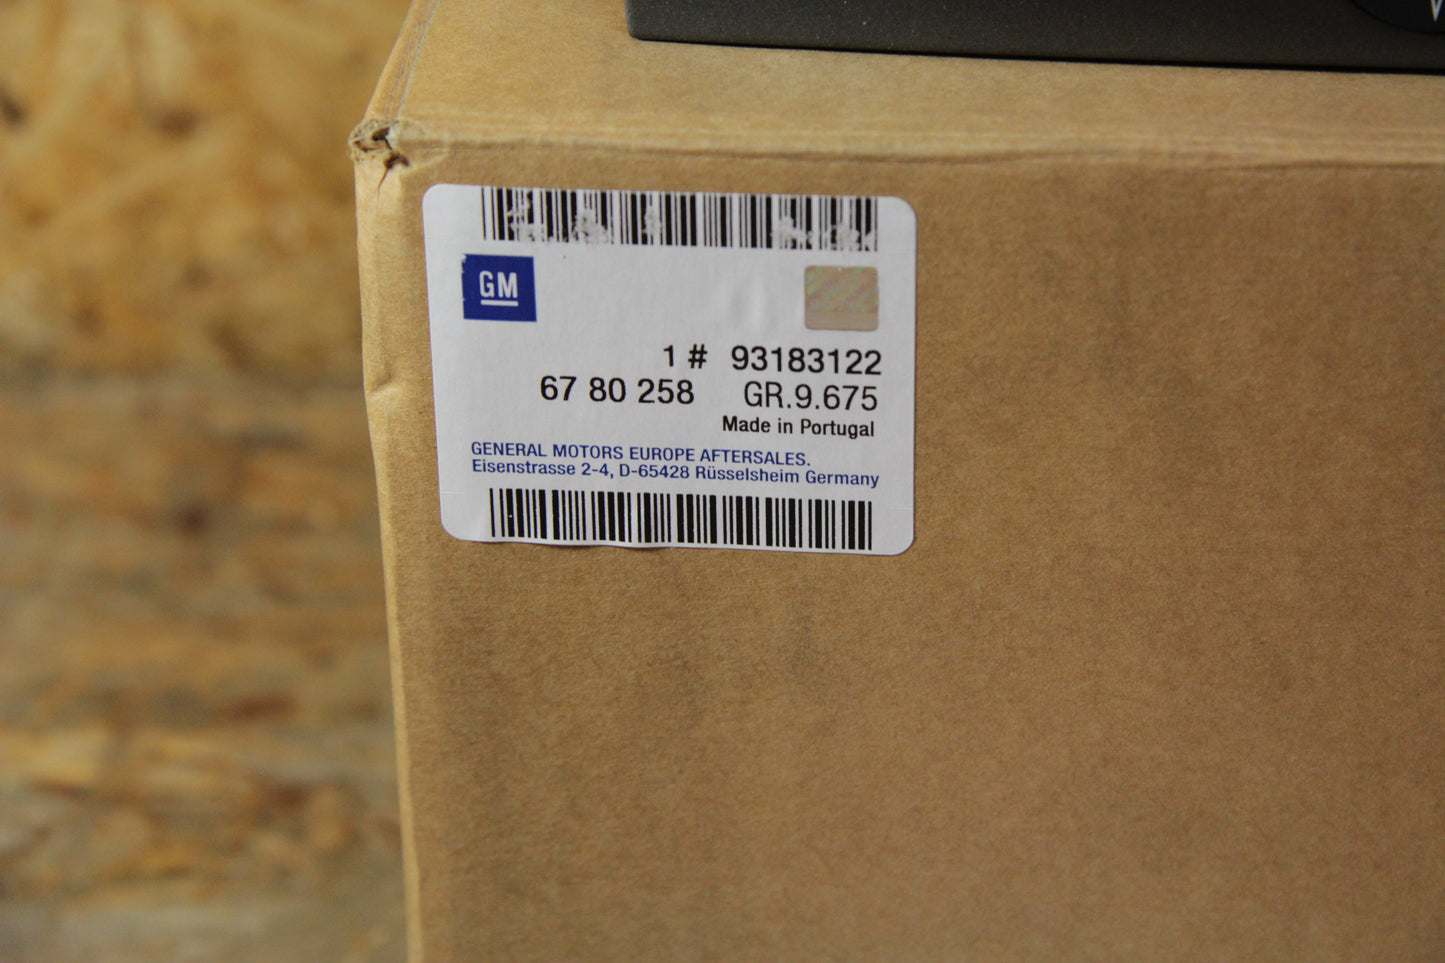 GM
1 # 93183122
67 80 258 GR.9.675
Made in Portugal
GENERAL MOTORS EUROPE AFTERSALES.
Eisenstrasse 2-4, D-65428 Rüsselsheim Germany